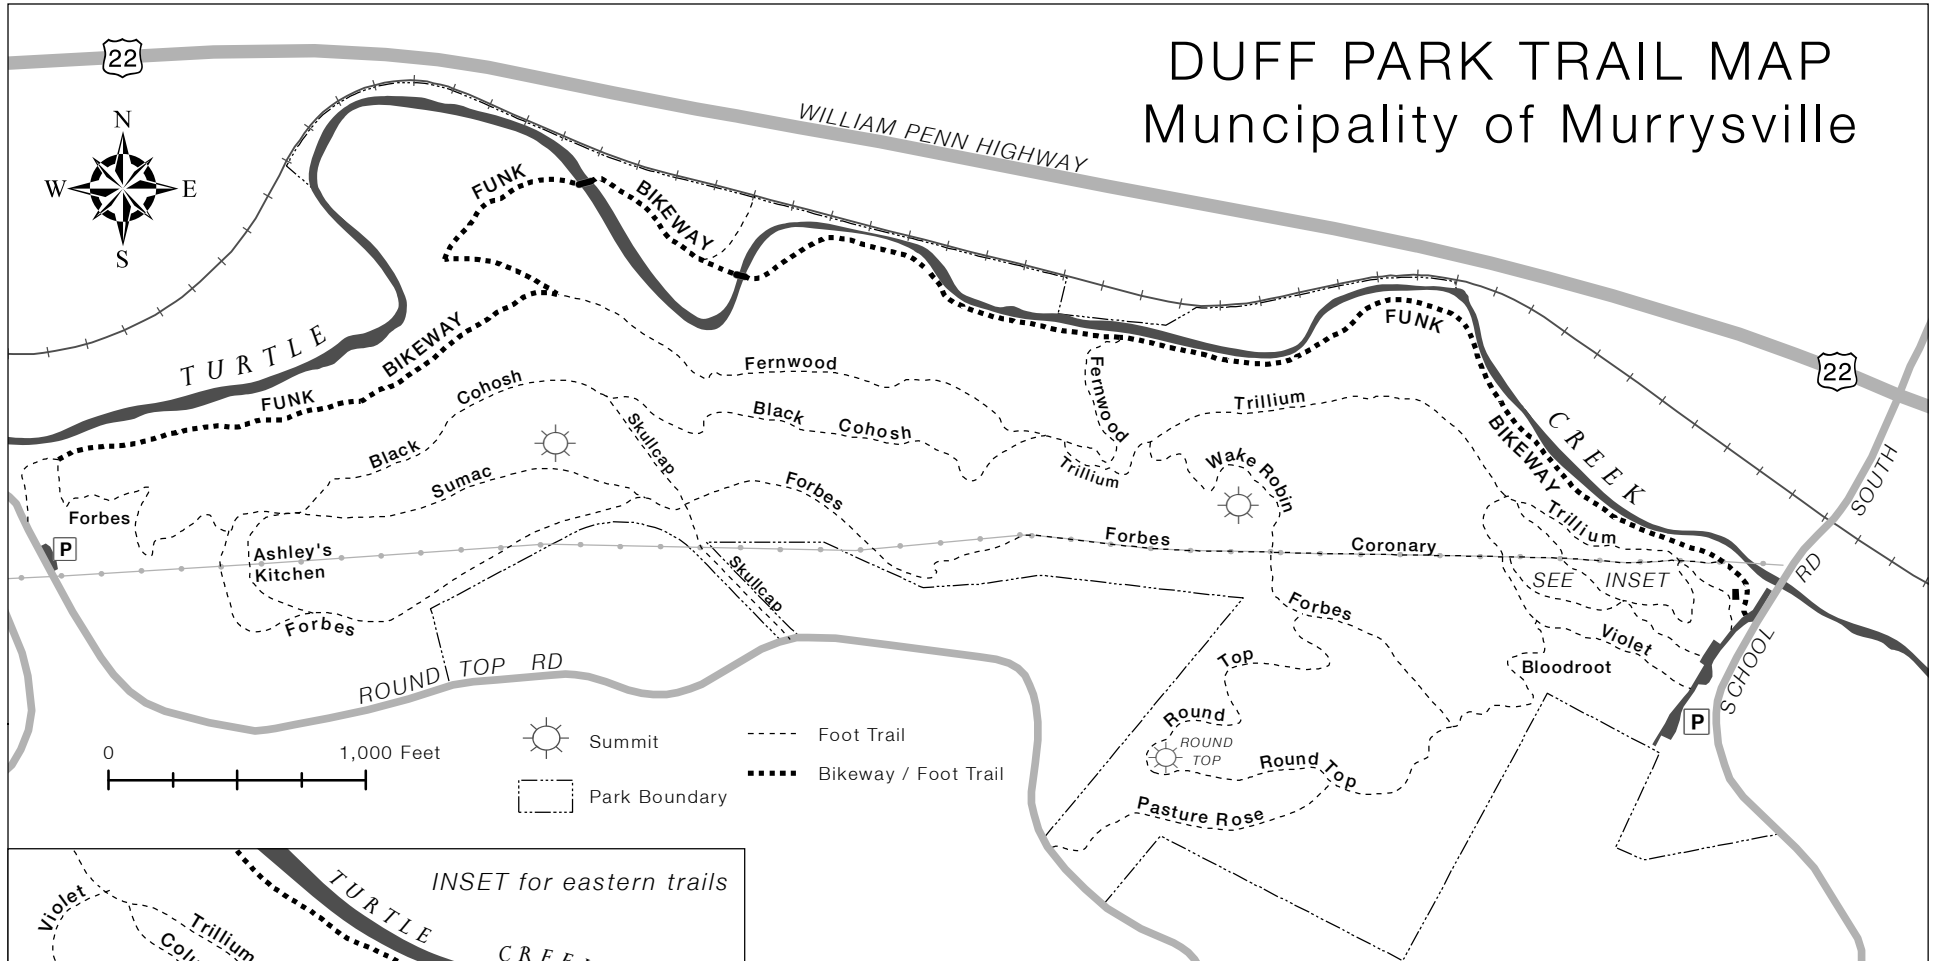 DUFF PARK TRAIL MAP
Muncipality of Murrysville
22
WILLIAM PENN HIGHWAY
N
W E
S
FUNK
BIKEWAY
TURTLE
BIKEWAY
FUNK
FUNK
BIKEWAY
CREEK
22
SOUTH
RD
SCHOOL
Fernwood
Fernwood
Cohosh
Black
Black
Cohosh
Skullcap
Trillium
Trillium
Wake Robin
Sumac
Forbes
Forbes
Forbes
Coronary
Trillium
Ashley's
Kitchen
P
SEE INSET
Skullcap
Forbes
Forbes
Violet
Bloodroot
ROUND TOP RD
Top
Round
ROUND
TOP
Round
Top
Pasture Rose
P
0 1,000 Feet
Summit
Park Boundary
Foot Trail
Bikeway / Foot Trail
INSET for eastern trails
TURTLE
Violet
Trillium